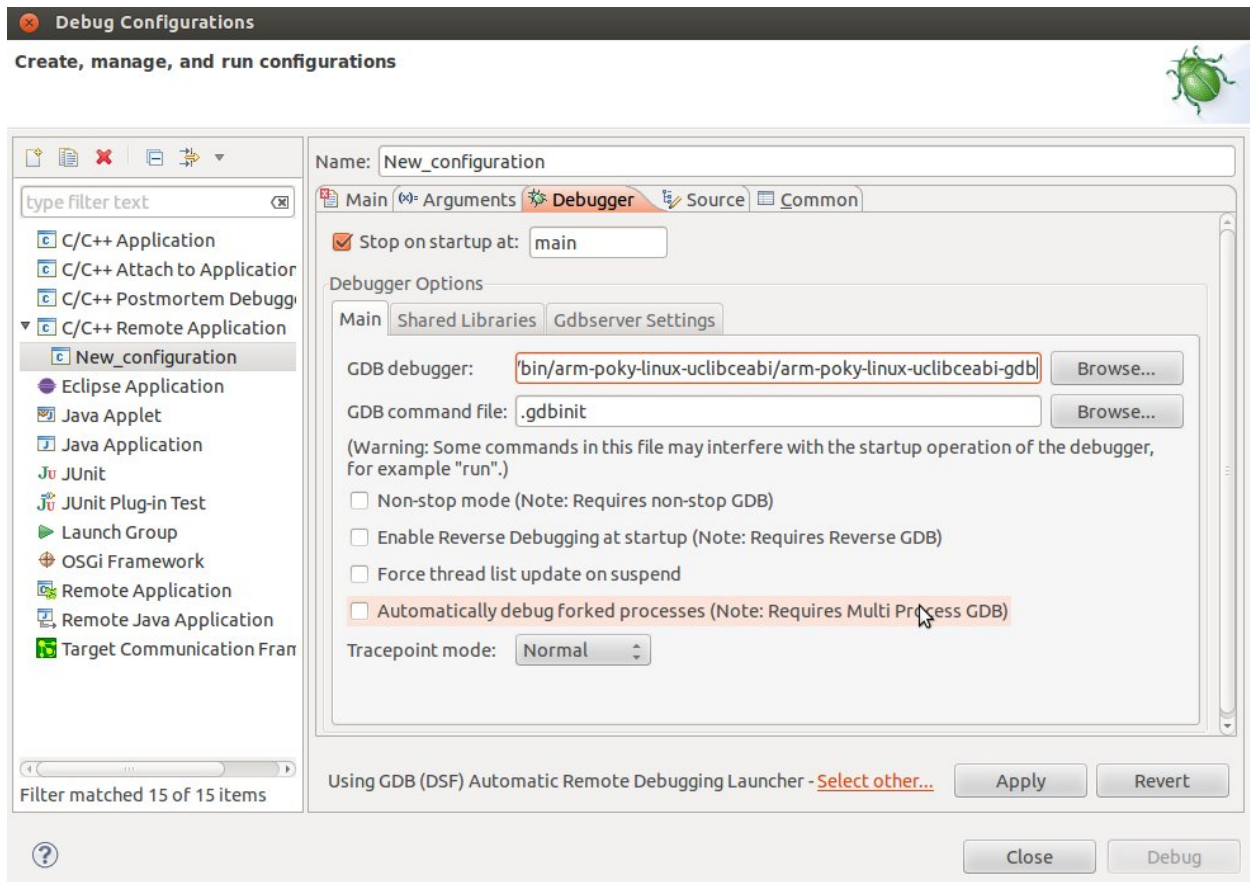 Debug Configurations
Create, manage, and run configurations
type filter text
C/C++ Application
C/C++ Attach to Application
C/C++ Postmortem Debugg
C/C++ Remote Application
New_configuration
Eclipse Application
Java Applet
Java Application
Ju JUnit
JUnit Plug-in Test
Launch Group
OSGi Framework
Remote Application
Remote Java Application
Target Communication Fram
Filter matched 15 of 15 items
Name: New_configuration
Main (x)= Arguments Debugger Source Common
Stop on startup at: main
Debugger Options
Main Shared Libraries Gdbserver Settings
GDB debugger: /bin/arm-poky-linux-uclibceabi/arm-poky-linux-uclibceabi-gdb Browse...
GDB command file: .gdbinit Browse...
(Warning: Some commands in this file may interfere with the startup operation of the debugger,
for example "run".)
Non-stop mode (Note: Requires non-stop GDB)
Enable Reverse Debugging at startup (Note: Requires Reverse GDB)
Force thread list update on suspend
Automatically debug forked processes (Note: Requires Multi Process GDB)
Tracepoint mode: Normal
Using GDB (DSF) Automatic Remote Debugging Launcher - Select other... Apply Revert
? Close Debug